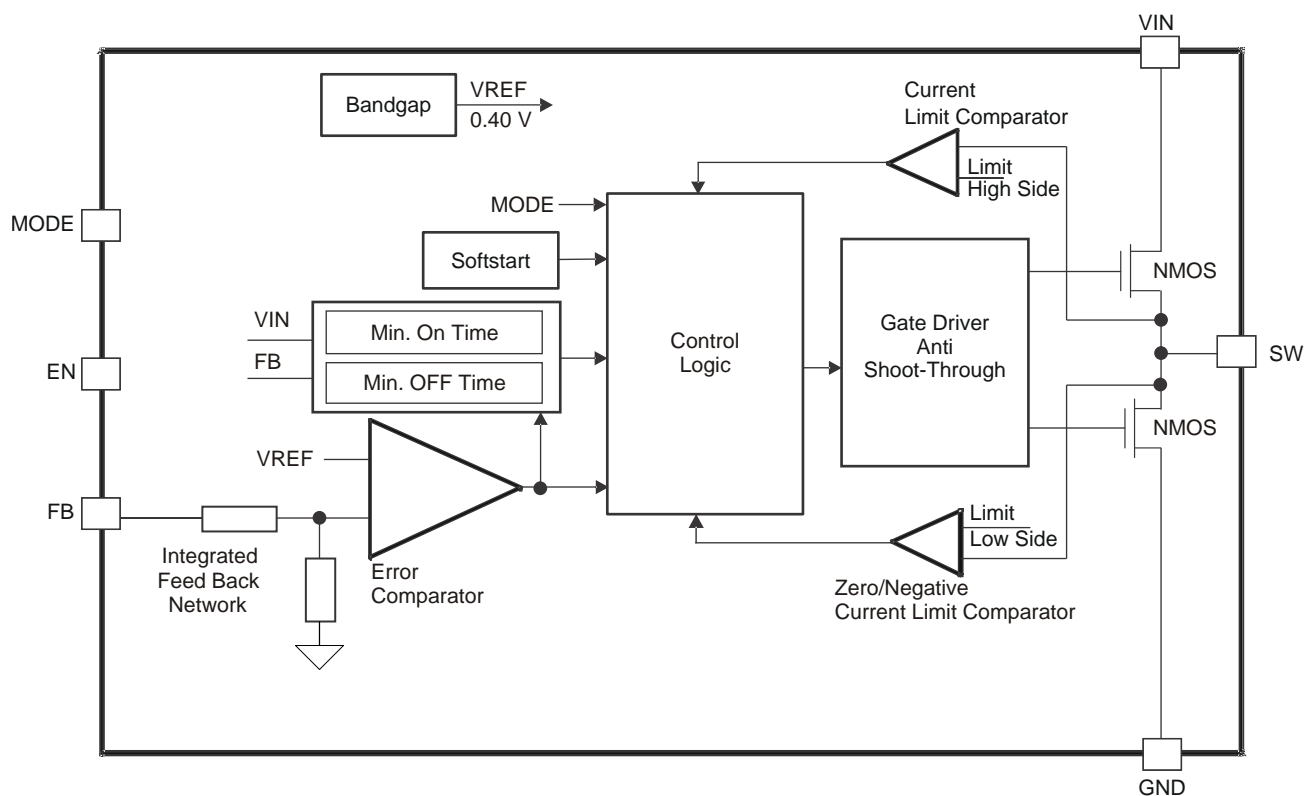 VIN
Bandgap
VREF
0.40 V
Current
Limit Comparator
Limit
High Side
MODE
MODE
Softstart
NMOS
VIN
FB
Min. On Time
Min. OFF Time
Control
Logic
Gate Driver
Anti
Shoot-Through
SW
EN
NMOS
VREF
FB
Integrated
Feed Back
Network
Error
Comparator
Limit
Low Side
Zero/Negative
Current Limit Comparator
GND